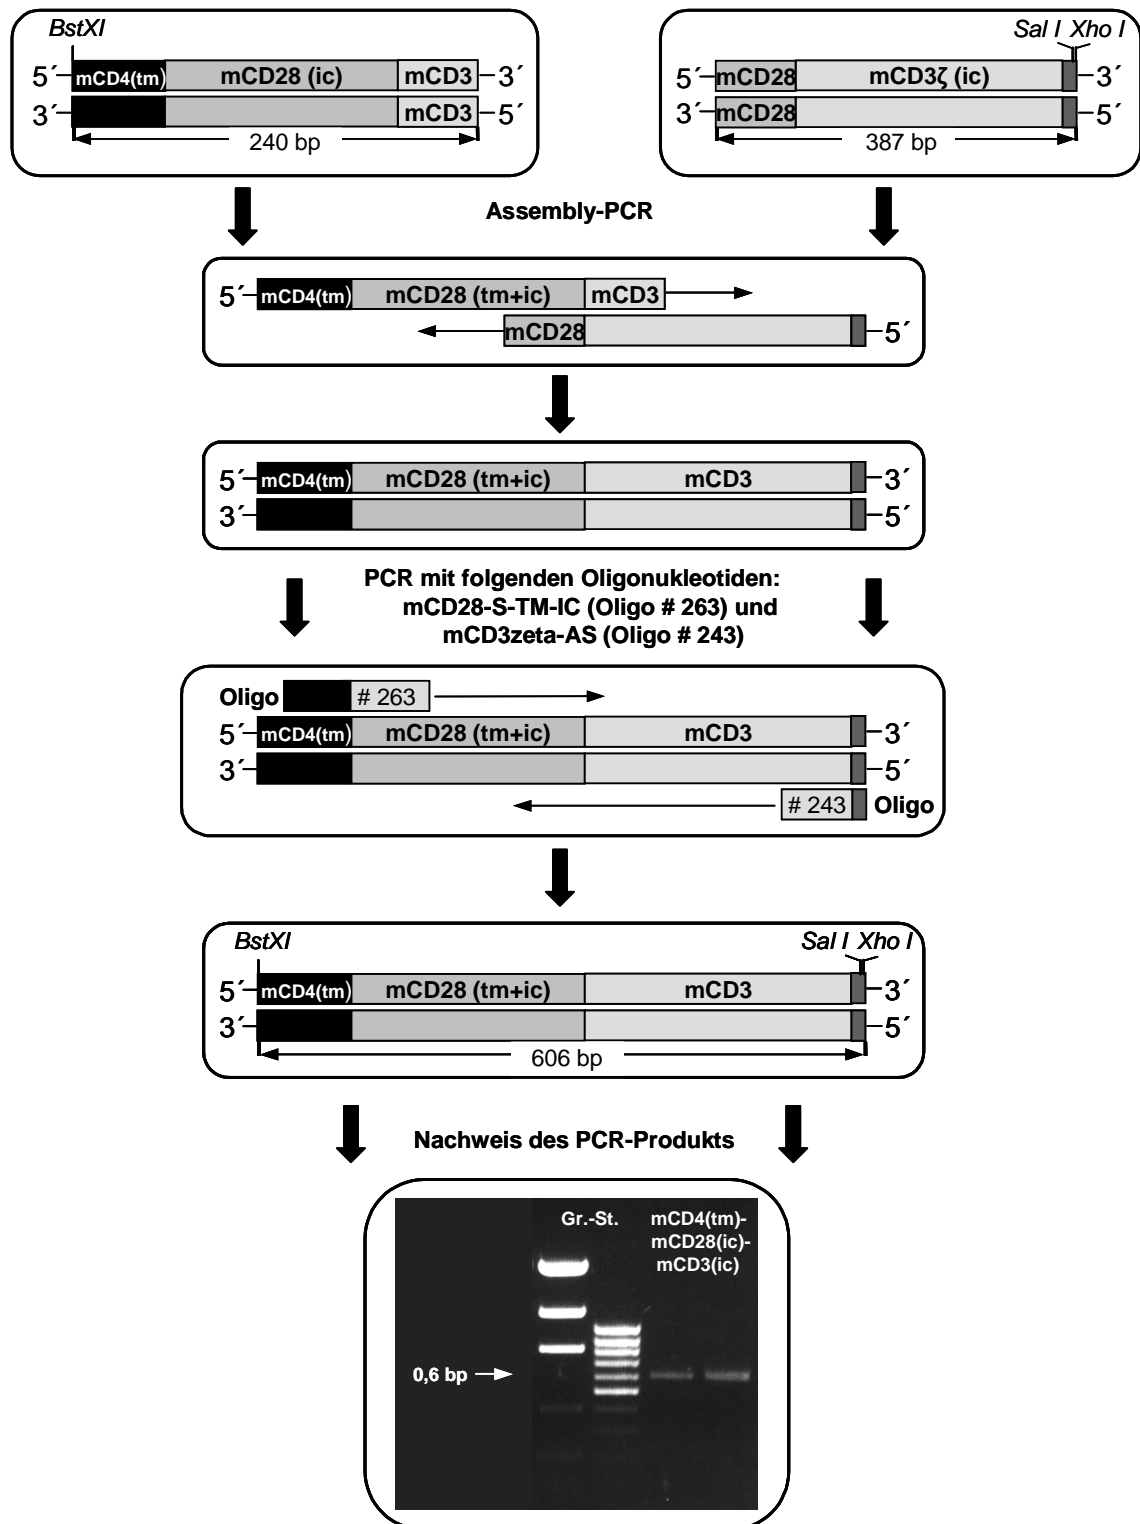 BstXI
5´ mCD4(tm) mCD28 (ic) mCD3 3´
3´ mCD3 5´
240 bp
Sal I Xho I
5´ mCD28 mCD3ζ (ic) 3´
3´ mCD28 5´
387 bp
Assembly-PCR
5´ mCD4(tm) mCD28 (tm+ic) mCD3
mCD28 5´
5´ mCD4(tm) mCD28 (tm+ic) mCD3 3´
3´ 5´
PCR mit folgenden Oligonukleotiden:
mCD28-S-TM-IC (Oligo # 263) und
mCD3zeta-AS (Oligo # 243)
Oligo # 263
5´ mCD4(tm) mCD28 (tm+ic) mCD3 3´
3´ 5´
# 243 Oligo
BstXI Sal I Xho I
5´ mCD4(tm) mCD28 (tm+ic) mCD3 3´
3´ 5´
606 bp
Nachweis des PCR-Produkts
Gr.-St.
mCD4(tm)-
mCD28(ic)-
mCD3(ic)
0,6 bp